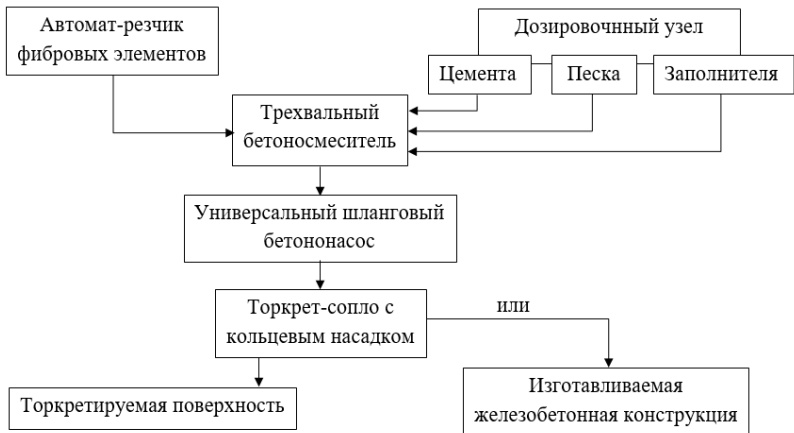 Автомат-резчик
фибровых элементов
Дозировочнный узел
Цемента
Песка
Заполнителя
Трехвальный
бетоносмеситель
Универсальный шланговый
бетононасос
Торкрет-сопло с
кольцевым насадком
или
Торкретируемая поверхность
Изготавливаемая
железобетонная конструкция